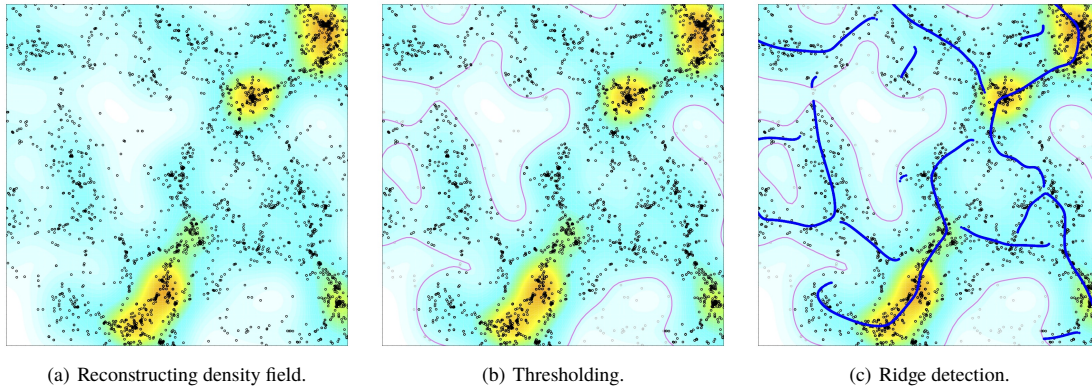 (a) Reconstructing density field.
(b) Thresholding.
(c) Ridge detection.